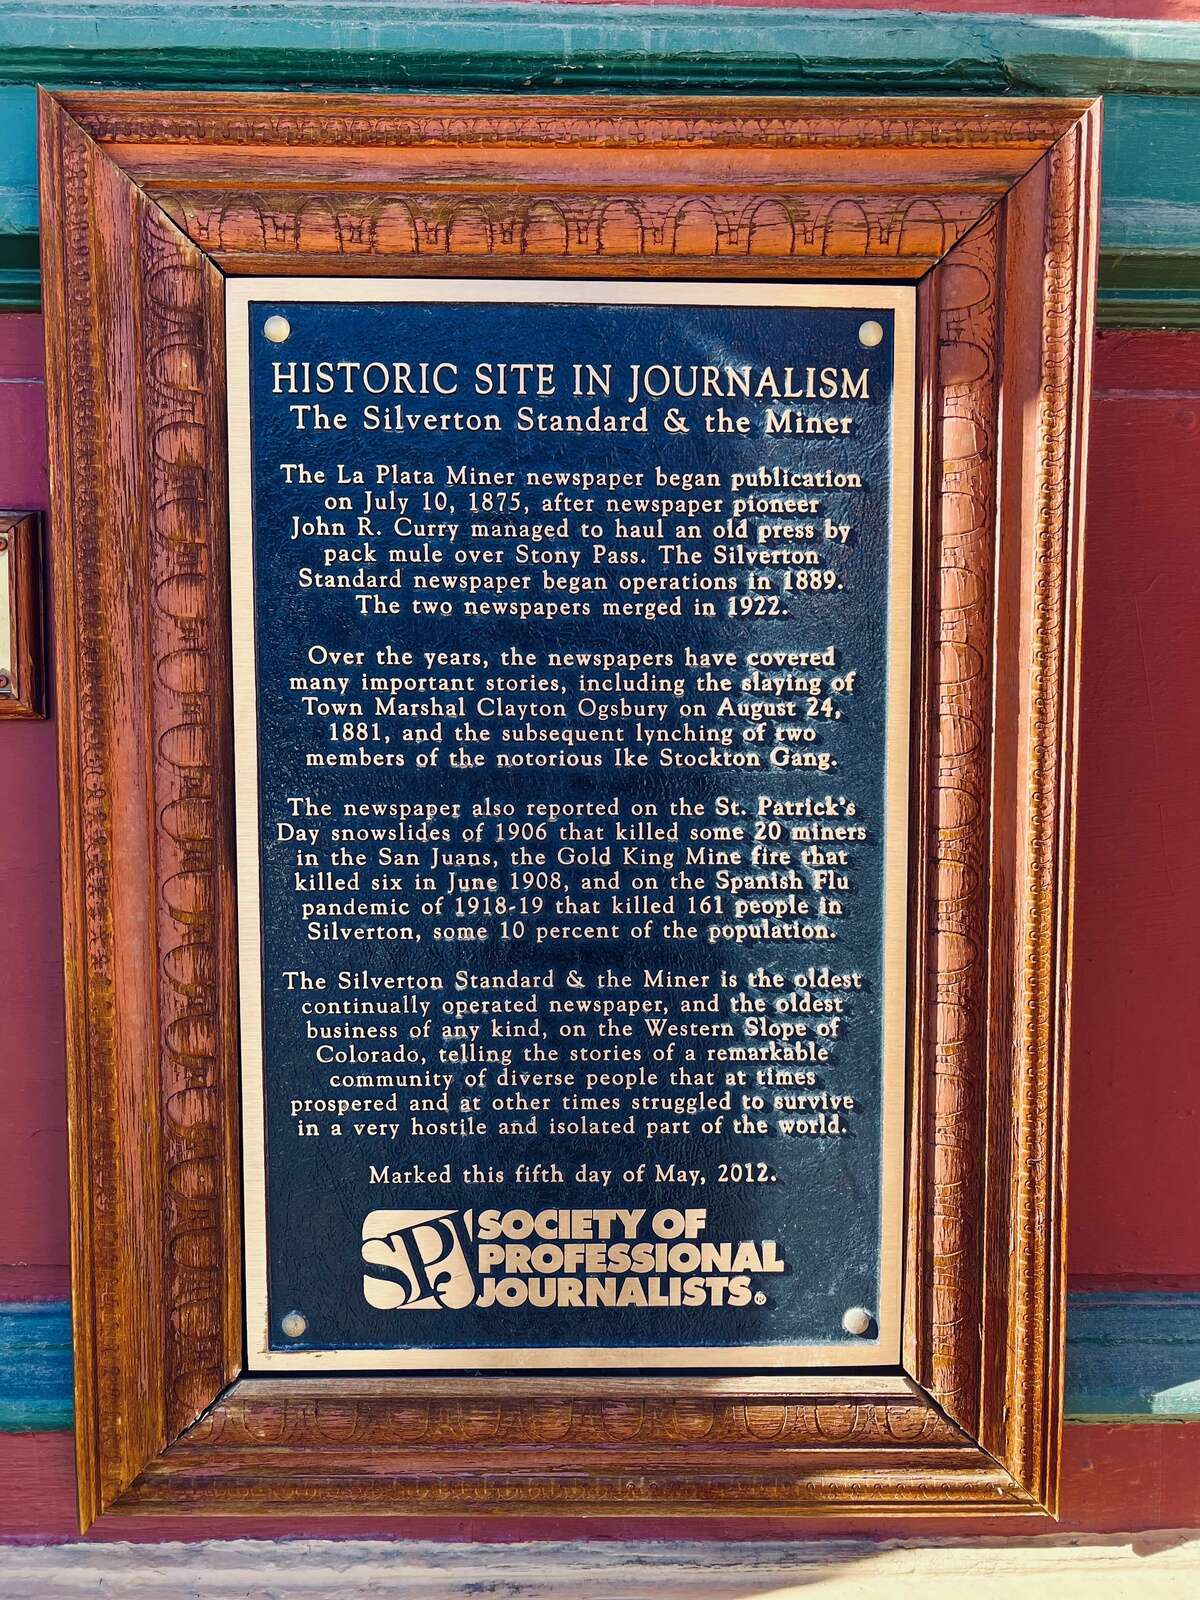 HISTORIC SITE IN JOURNALISM
The Silverton Standard & the Miner
The La Plata Miner newspaper began publication
on July 10, 1875, after newspaper pioneer
John R. Curry managed to haul an old press by
pack mule over Stony Pass. The Silverton
Standard newspaper began operations in 1889.
The two newspapers merged in 1922.
Over the years, the newspapers have covered
many important stories, including the slaying of
Town Marshal Clayton Ogsbury on August 24,
1881, and the subsequent lynching of two
members of the notorious Ike Stockton Gang.
The newspaper also reported on the St. Patrick's
Day snowslides of 1906 that killed some 20 miners
in the San Juans, the Gold King Mine fire that
killed six in June 1908, and on the Spanish Flu
pandemic of 1918-19 that killed 161 people in
Silverton, some 10 percent of the population.
The Silverton Standard & the Miner is the oldest
continually operated newspaper, and the oldest
business of any kind, on the Western Slope of
Colorado, telling the stories of a remarkable
community of diverse people that at times
prospered and at other times struggled to survive
in a very hostile and isolated part of the world.
Marked this fifth day of May, 2012.
SPJ SOCIETY OF
PROFESSIONAL
JOURNALISTS®